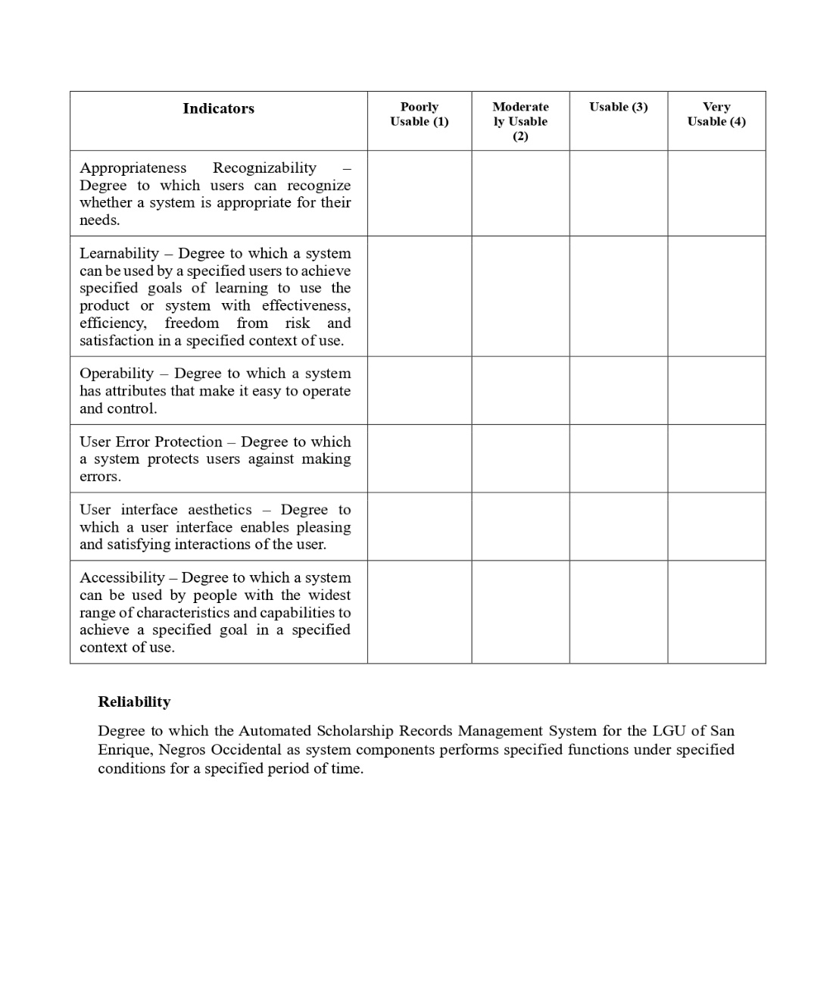 Indicators
Poorly
Usable (1)
Moderate
ly Usable
(2)
Usable (3)
Very
Usable (4)
Appropriateness Recognizability –
Degree to which users can recognize
whether a system is appropriate for their
needs.
Learnability – Degree to which a system
can be used by a specified users to achieve
specified goals of learning to use the
product or system with effectiveness,
efficiency, freedom from risk and
satisfaction in a specified context of use.
Operability – Degree to which a system
has attributes that make it easy to operate
and control.
User Error Protection – Degree to which
a system protects users against making
errors.
User interface aesthetics – Degree to
which a user interface enables pleasing
and satisfying interactions of the user.
Accessibility – Degree to which a system
can be used by people with the widest
range of characteristics and capabilities to
achieve a specified goal in a specified
context of use.
Reliability
Degree to which the Automated Scholarship Records Management System for the LGU of San
Enrique, Negros Occidental as system components performs specified functions under specified
conditions for a specified period of time.